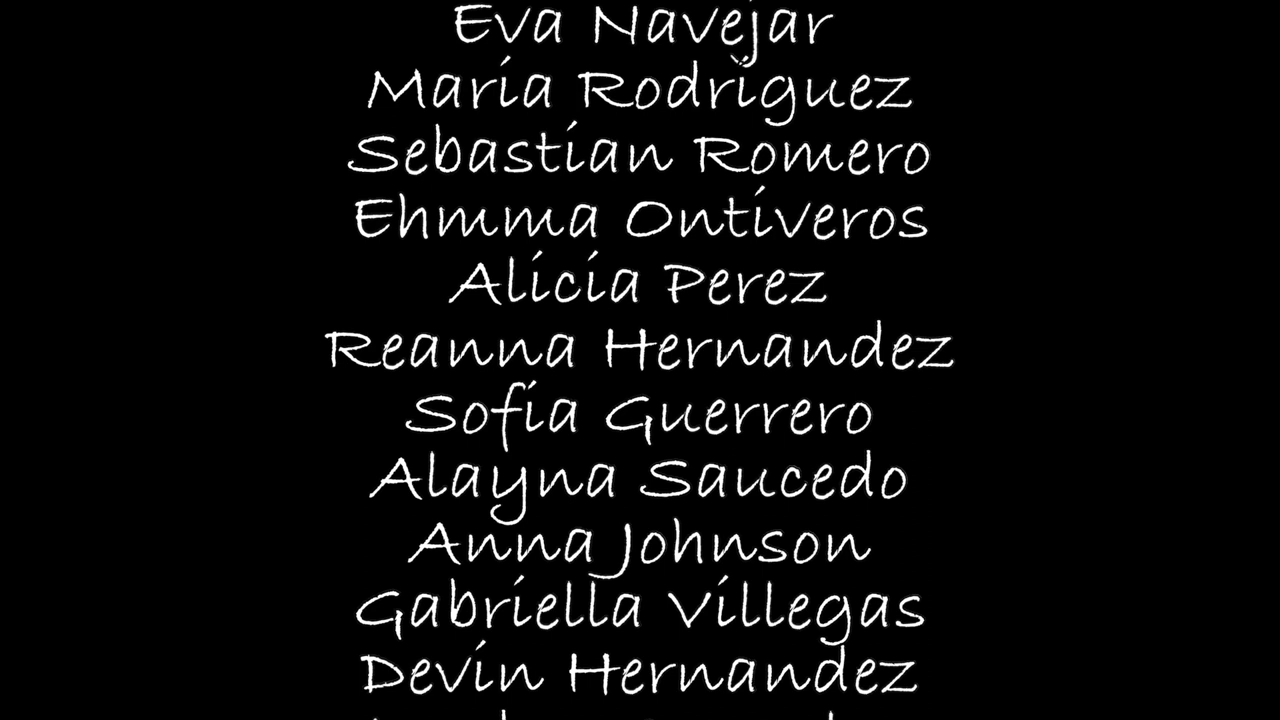 Eva Navejar
Maria Rodriguez
Sebastian Romero
Ehmma Ontiveros
Alicia Perez
Reanna Hernandez
Sofia Guerrero
Alayna Saucedo
Anna Johnson
Gabriella Villegas
Devin Hernandez